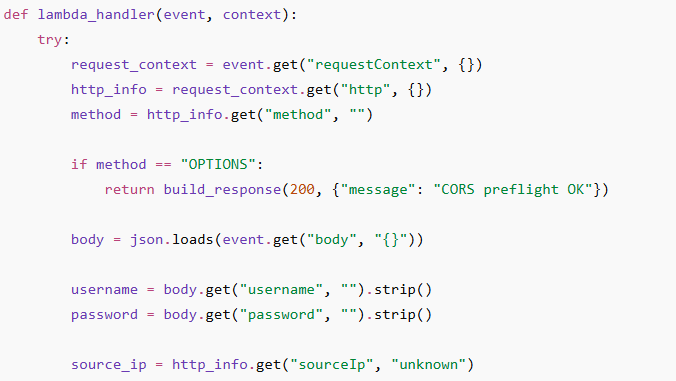 def lambda_handler(event, context):
    try:
        request_context = event.get("requestContext", {})
        http_info = request_context.get("http", {})
        method = http_info.get("method", "")

        if method == "OPTIONS":
            return build_response(200, {"message": "CORS preflight OK"})

        body = json.loads(event.get("body", "{}"))

        username = body.get("username", "").strip()
        password = body.get("password", "").strip()

        source_ip = http_info.get("sourceIp", "unknown")